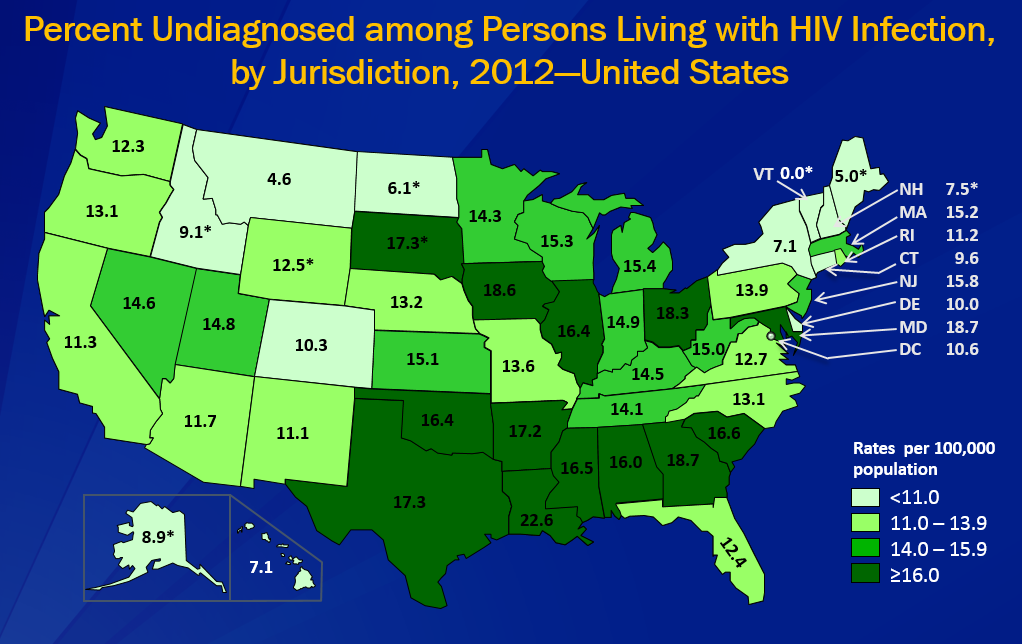 Percent Undiagnosed among Persons Living with HIV Infection,
by Jurisdiction, 2012—United States
12.3
4.6
6.1*
VT 0.0*
5.0*
NH 7.5*
13.1
9.1*
14.3
MA 15.2
7.1
RI 11.2
12.5*
17.3*
15.3
15.4
CT 9.6
NJ 15.8
14.6
14.8
13.2
18.6
13.9
DE 10.0
11.3
10.3
16.4
14.9
18.3
MD 18.7
15.1
13.6
15.0
12.7
DC 10.6
14.5
11.7
11.1
16.4
14.1
13.1
17.2
16.6
17.3
16.5
16.0
18.7
22.6
12.4
8.9*
7.1
Rates per 100,000
population
<11.0
11.0 – 13.9
14.0 – 15.9
≥16.0